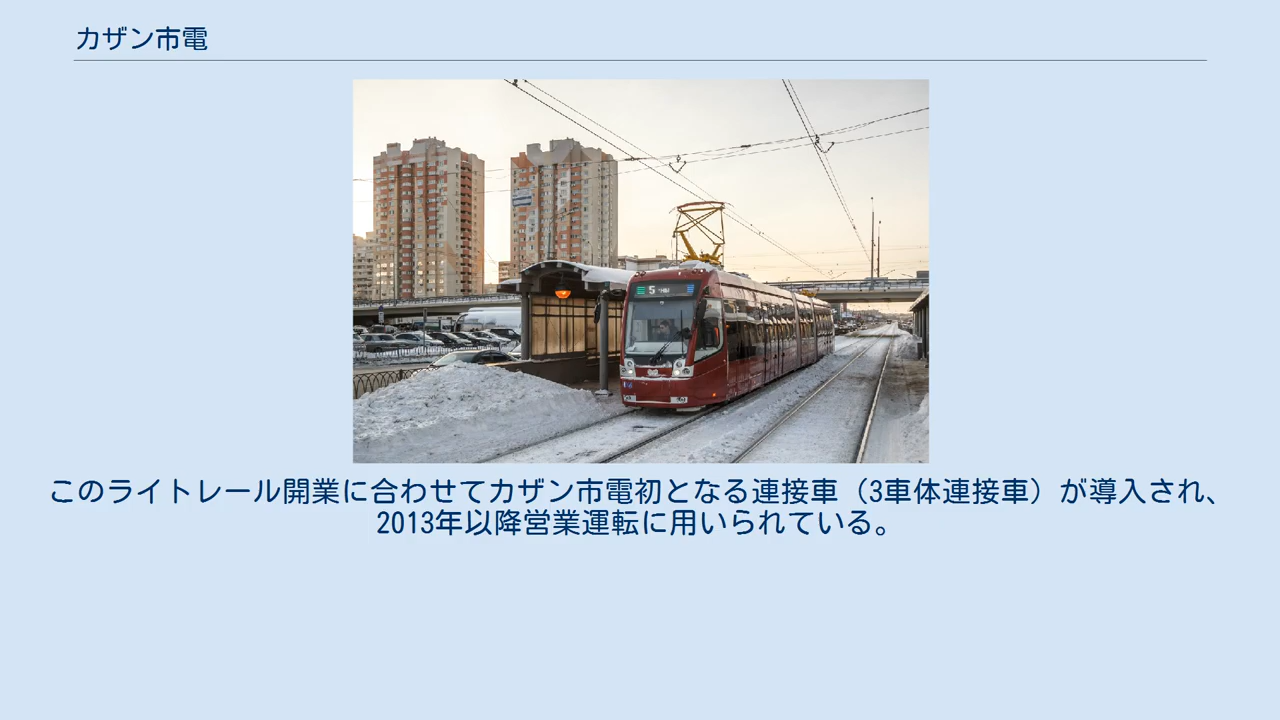 カザン市電
5
このライトレール開業に合わせてカザン市電初となる連接車（3車体連接車）が導入され、
2013年以降営業運転に用いられている。